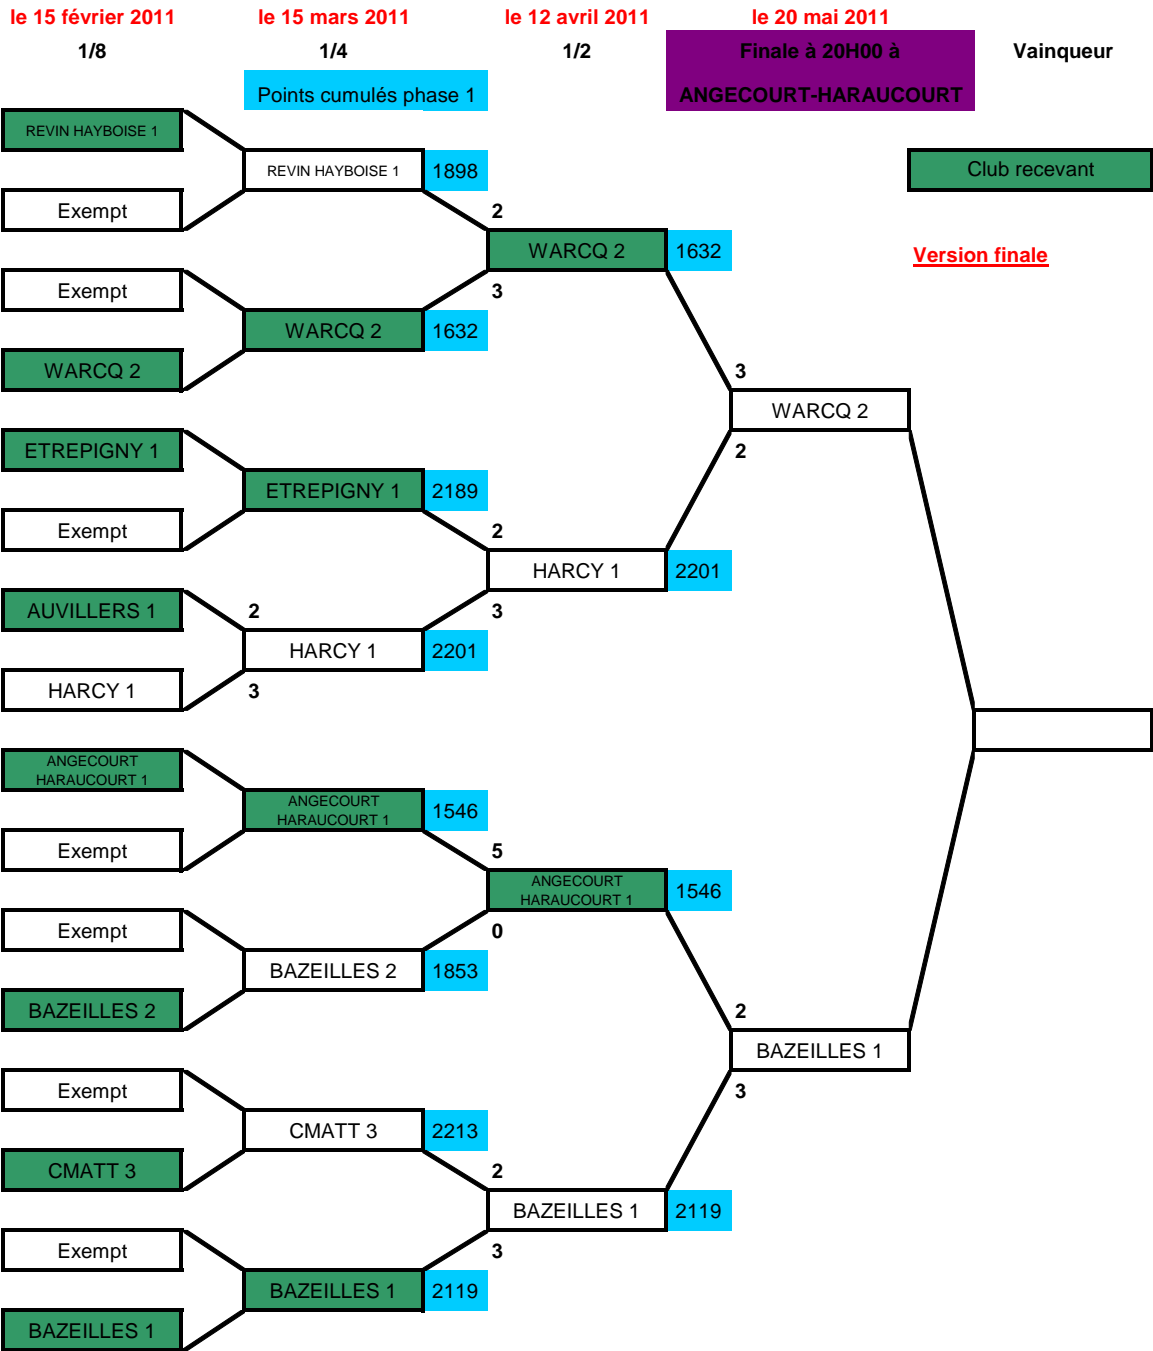 le 15 février 2011
le 15 mars 2011
le 12 avril 2011
le 20 mai 2011
1/8
1/4
1/2
Finale à 20H00 à
Vainqueur
Points cumulés phase 1
ANGECOURT-HARAUCOURT
REVIN HAYBOISE 1
REVIN HAYBOISE 1
1898
Club recevant
Exempt
2
WARCQ 2
1632
Version finale
Exempt
3
WARCQ 2
1632
WARCQ 2
3
WARCQ 2
ETREPIGNY 1
2
ETREPIGNY 1
2189
Exempt
2
HARCY 1
2201
AUVILLERS 1
2
3
HARCY 1
2201
HARCY 1
3
ANGECOURT
HARAUCOURT 1
ANGECOURT
HARAUCOURT 1
1546
Exempt
5
ANGECOURT
HARAUCOURT 1
1546
Exempt
0
BAZEILLES 2
1853
BAZEILLES 2
2
BAZEILLES 1
Exempt
3
CMATT 3
2213
CMATT 3
2
BAZEILLES 1
2119
Exempt
3
BAZEILLES 1
2119
BAZEILLES 1